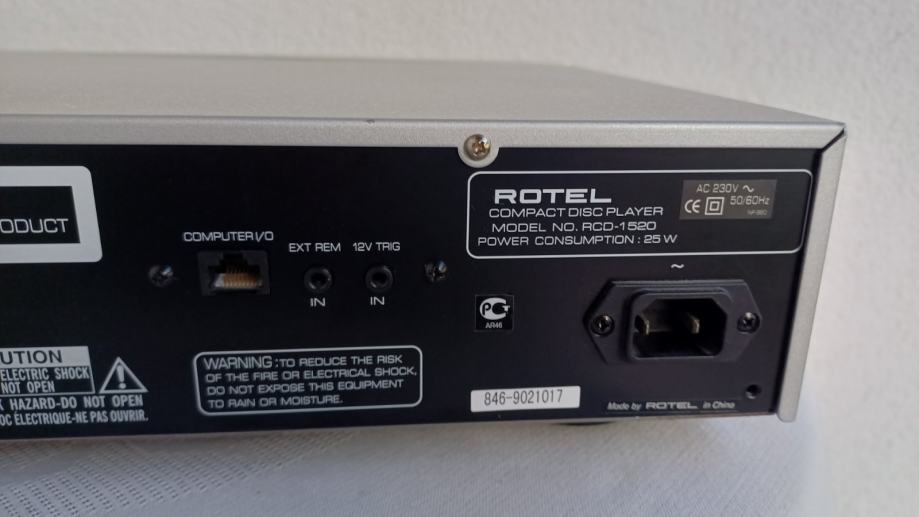 ODUCT
COMPUTER I/O
EXT REM
12V TRIG
IN
IN
ROTEL
COMPACT DISC PLAYER
MODEL NO. RCD-1520
POWER CONSUMPTION : 25 W
AC 230V ~
50/60Hz
CE
~
PCT
AR46
UTION
ELECTRIC SHOCK
NOT OPEN
K HAZARD-DO NOT OPEN
OC ÉLECTRIQUE-NE PAS OUVRIR.
WARNING : TO REDUCE THE RISK
OF THE FIRE OR ELECTRICAL SHOCK,
DO NOT EXPOSE THIS EQUIPMENT
TO RAIN OR MOISTURE.
846-9021017
Made by ROTEL in China